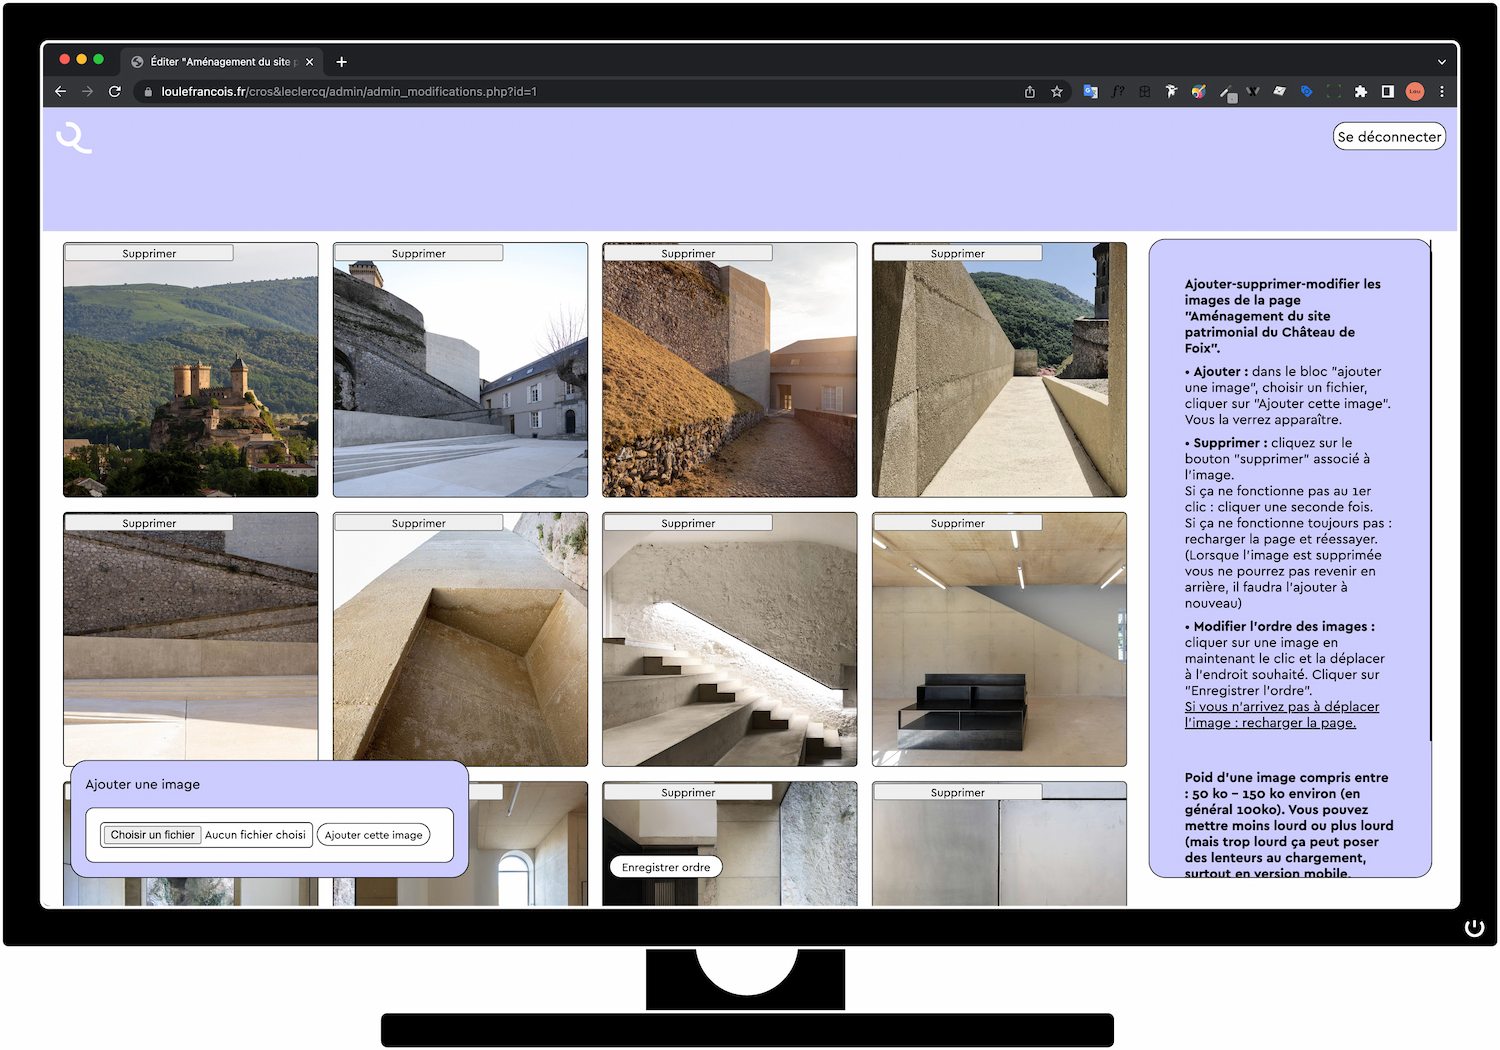 Éditer "Aménagement du site p
loulefrancois.fr/cros&leclercq/admin/admin_modifications.php?id=1
Lou
Se déconnecter
Supprimer
Supprimer
Supprimer
Supprimer
Supprimer
Supprimer
Supprimer
Supprimer
Supprimer
Supprimer
Ajouter une image
Choisir un fichier Aucun fichier choisi Ajouter cette image
Enregistrer ordre
Ajouter-supprimer-modifier les
images de la page
"Aménagement du site
patrimonial du Château de
Foix".
• Ajouter : dans le bloc "ajouter
une image", choisir un fichier,
cliquer sur "Ajouter cette image".
Vous la verrez apparaître.
• Supprimer : cliquez sur le
bouton "supprimer" associé à
l'image.
Si ça ne fonctionne pas au 1er
clic : cliquer une seconde fois.
Si ça ne fonctionne toujours pas :
recharger la page et réessayer.
(Lorsque l'image est supprimée
vous ne pourrez pas revenir en
arrière, il faudra l'ajouter à
nouveau)
• Modifier l'ordre des images :
cliquer sur une image en
maintenant le clic et la déplacer
à l'endroit souhaité. Cliquer sur
"Enregistrer l'ordre".
Si vous n'arrivez pas à déplacer
l'image : recharger la page.
Poid d'une image compris entre
: 50 ko - 150 ko environ (en
général 100ko). Vous pouvez
mettre moins lourd ou plus lourd
(mais trop lourd ça peut poser
des lenteurs au chargement,
surtout en version mobile.